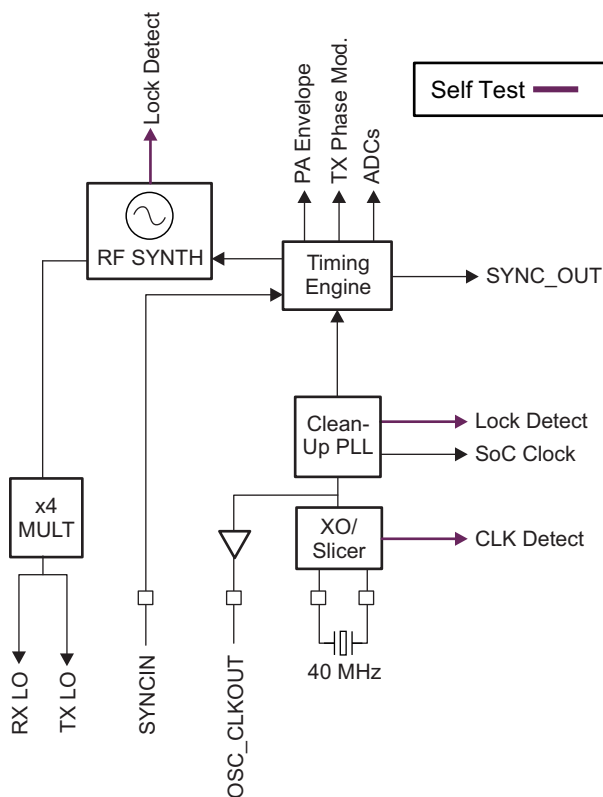 Lock Detect
PA Envelope
TX Phase Mod.
ADCs
Self Test
RF SYNTH
Timing
Engine
SYNC_OUT
Clean-
Up PLL
Lock Detect
SoC Clock
x4
MULT
XO/
Slicer
CLK Detect
40 MHz
RX LO
TX LO
SYNCIN
OSC_CLKOUT